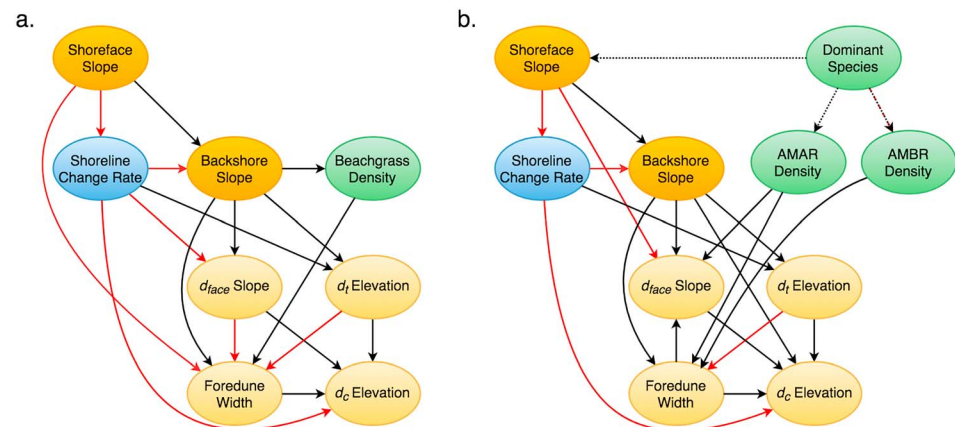 a.
Shoreface
Slope
Shoreline
Change Rate
Backshore
Slope
Beachgrass
Density
dface Slope
dt Elevation
Foredune
Width
dc Elevation
b.
Shoreface
Slope
Dominant
Species
Shoreline
Change Rate
Backshore
Slope
AMAR
Density
AMBR
Density
dface Slope
dt Elevation
Foredune
Width
dc Elevation